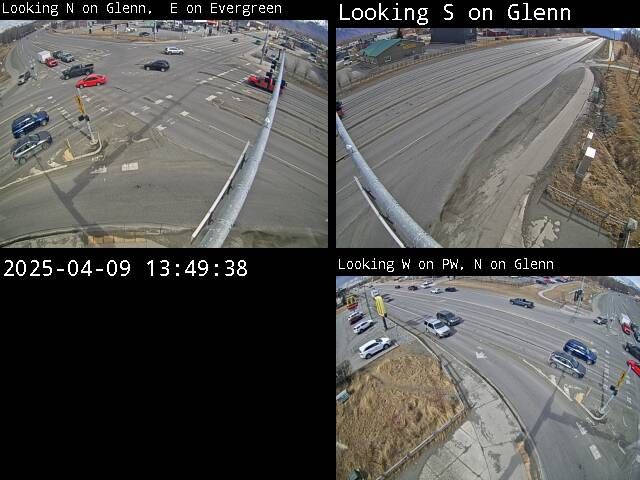 Looking N on Glenn,  E on Evergreen
Looking S on Glenn
2025-04-09 13:49:38
Looking W on PW, N on Glenn